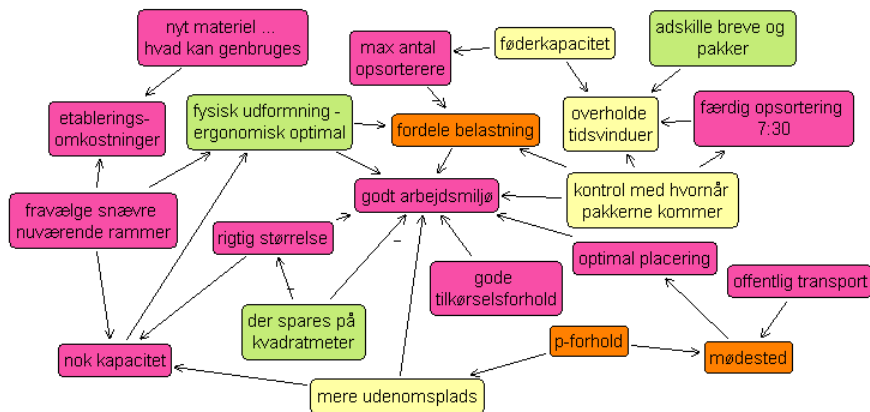 nyt materiel ...
hvad kan genbruges
max antal
opsorterere
føderkapacitet
adskille breve og
pakker
etablerings-
omkostninger
fysisk udformning -
ergonomisk optimal
fordele belastning
overholde
tidsvinduer
færdig opsortering
7:30
fravælge snævre
nuværende rammer
godt arbejdsmiljø
kontrol med hvornår
pakkerne kommer
rigtig størrelse
gode
tilkørselsforhold
optimal placering
offentlig transport
der spares på
kvadratmeter
nok kapacitet
p-forhold
mødested
mere udenomsplads